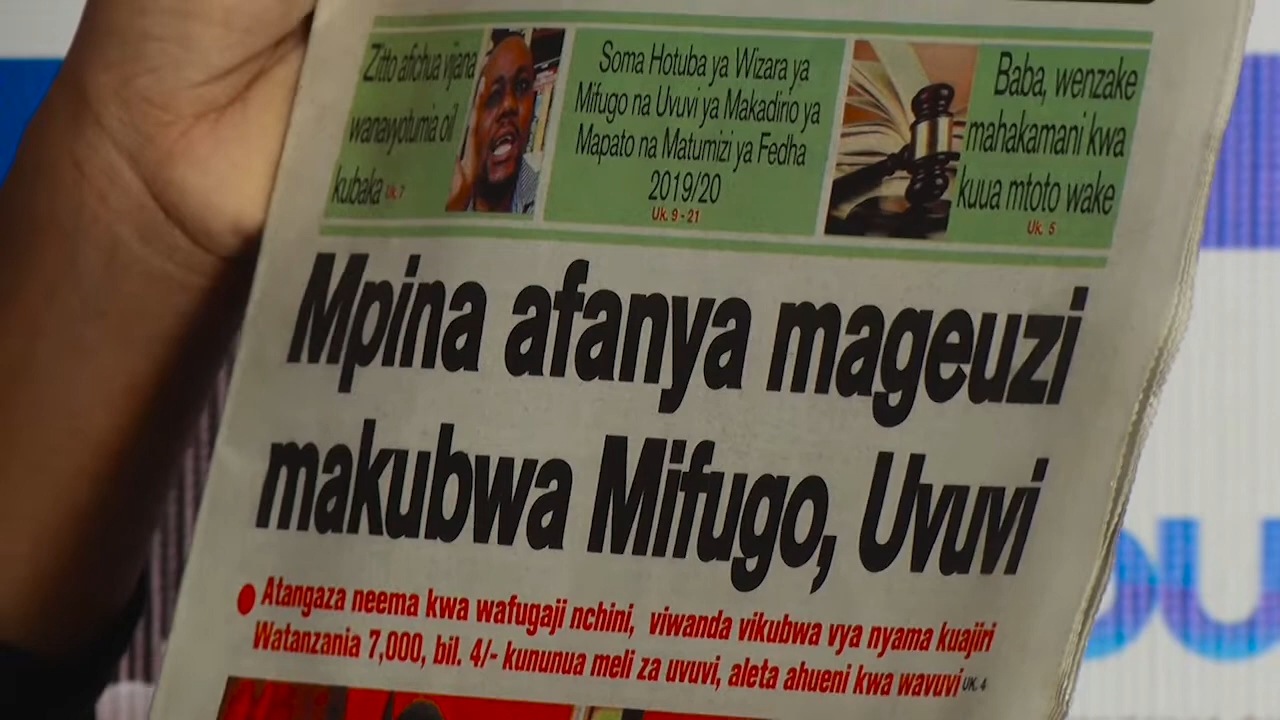 Zitto afichua vijana
wanavyotumia oil
kubaka Uk. 7
Soma Hotuba ya Wizara ya
Mifugo na Uvuvi ya Makadirio ya
Mapato na Matumizi ya Fedha
2019/20
Uk. 9 - 21
Baba, wenzake
mahakamani kwa
kuua mtoto wake
Uk. 5
Mpina afanya mageuzi
makubwa Mifugo, Uvuvi
Atangaza neema kwa wafugaji nchini, viwanda vikubwa vya nyama kuajiri
Watanzania 7,000, bil. 4/- kununua meli za uvuvi, aleta ahueni kwa wavuvi UK. 4